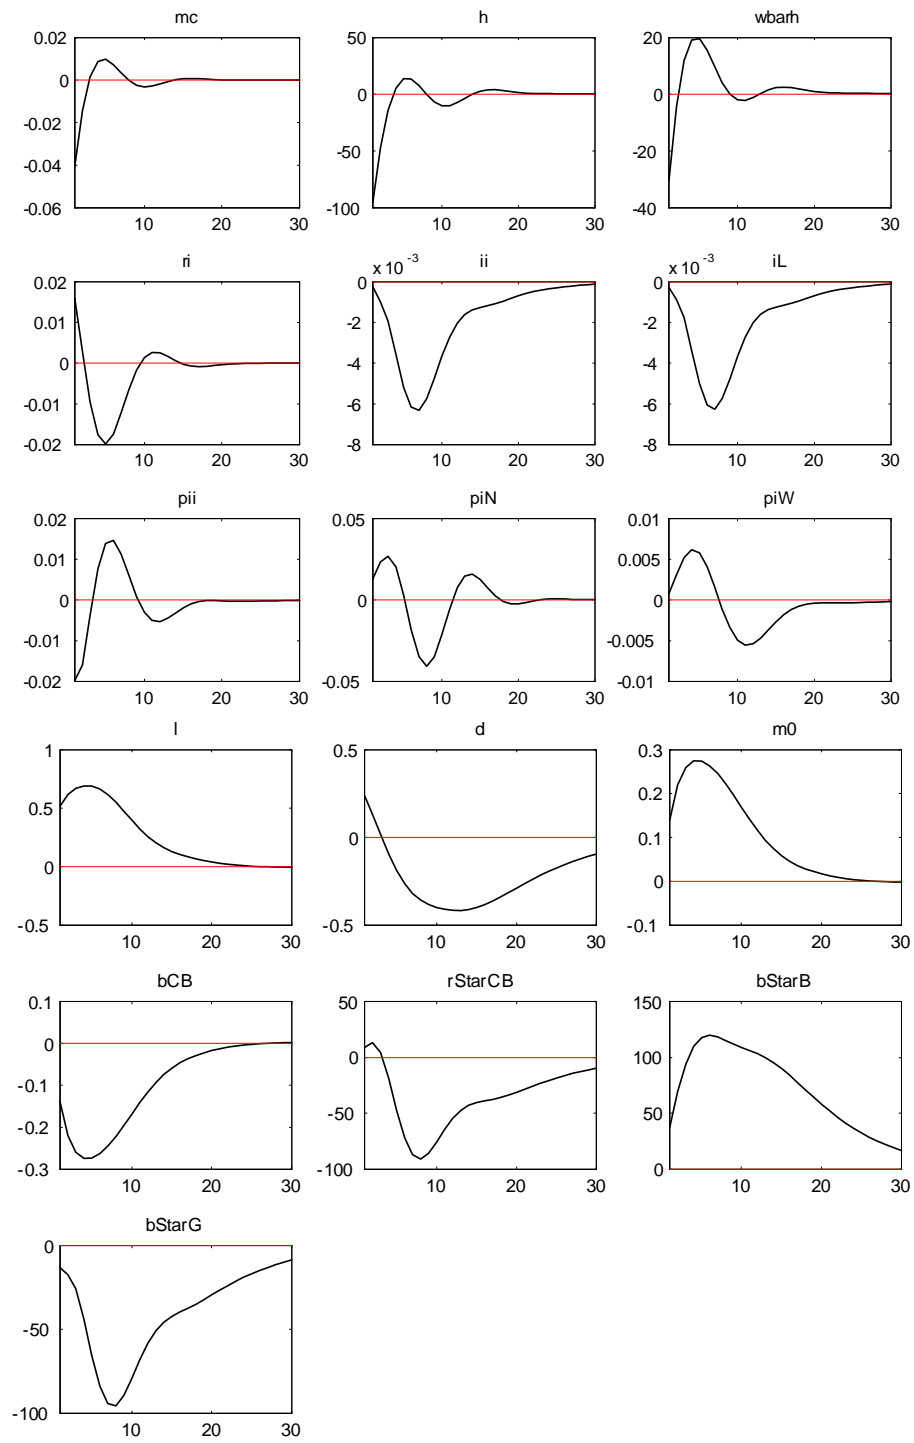 mc h wbarh
0.02 50 20
0 0 0
-0.02 -50 -20
-0.04
-0.06 -100 -40
10 20 30 10 20 30 10 20 30
ri ii iL
x 10 -3 x 10 -3
0.02 0 0
0.01 -2 -2
0 -4 -4
-0.01 -6 -6
-0.02 -8 -8
10 20 30 10 20 30 10 20 30
pii piN piW
0.02 0.05 0.01
0.01 0.005
0 0 0
-0.01 -0.005
-0.02 -0.05 -0.01
10 20 30 10 20 30 10 20 30
l d m0
1 0.5 0.3
0.5 0.2
0 0 0.1
0
-0.5 -0.5 -0.1
10 20 30 10 20 30 10 20 30
bCB rStarCB bStarB
0.1 50 150
0 0 100
-0.1
-0.2 -50 50
-0.3 -100 0
10 20 30 10 20 30 10 20 30
bStarG
0
-50
-100
10 20 30